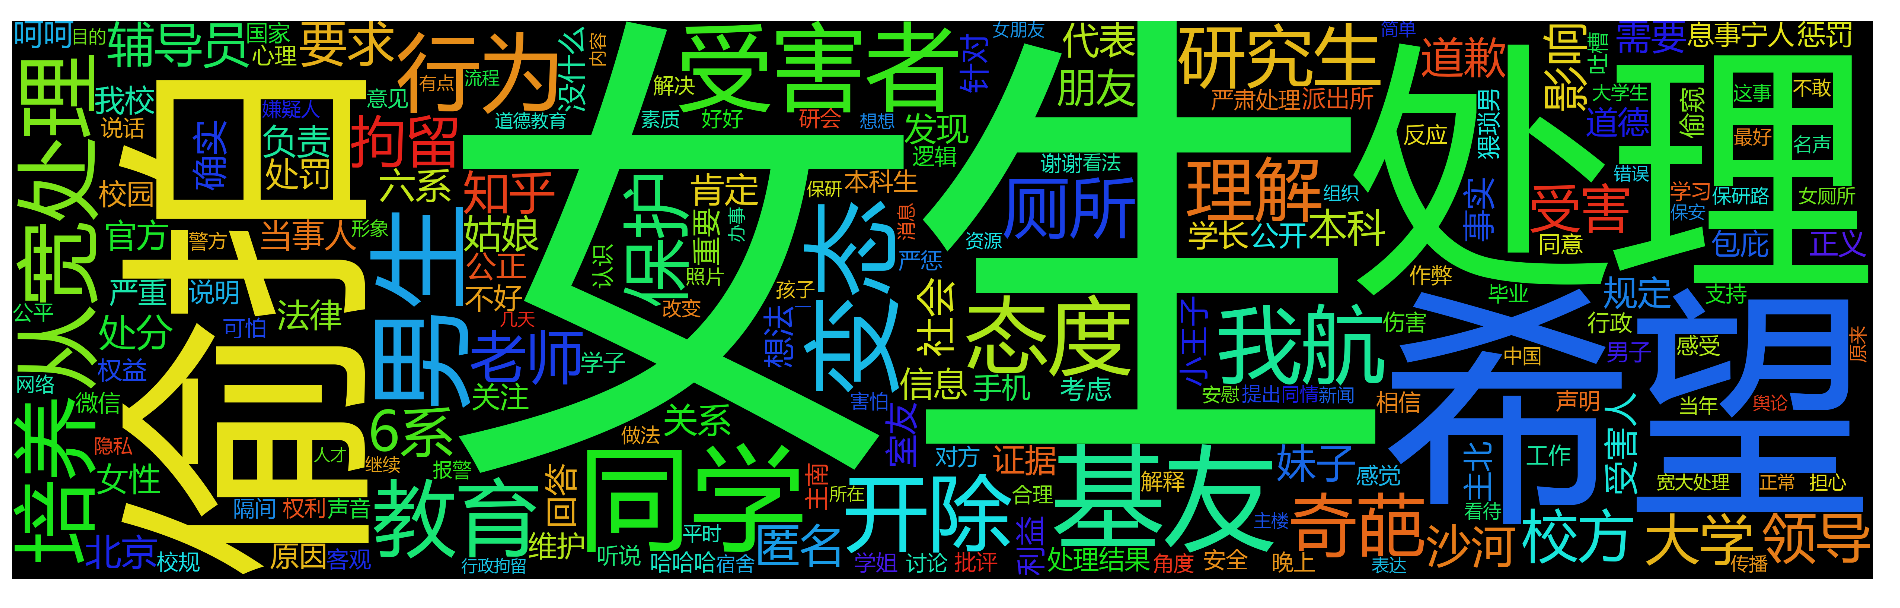 呵呵
目的
辅导员
国家
心理
要求
行为
有点
流程
没什么
内容
受害者
针对
女朋友
代表
朋友
研究生
简单
道歉
影响
吐槽
需要
息事宁人
惩罚
从宽处理
我校
说话
嫌疑人
确实
负责
处罚
意见
拘留
道德教育
解决
素质
好好
研会
想想
发现
逻辑
严肃处理
派出所
谢谢
看法
反应
猥琐男
大学生
道德
偷窥
这事
不敢
最好
名声
偷拍
校园
六系
知乎
女生
保护
肯定
保研
本科生
厕所
理解
组织
事实
处理
受害
错误
学习
保安
保研路
女厕所
官方
警方
当事人
形象
男生
姑娘
公正
不好
重要
办事
认识
照片
变态
消息
严惩
资源
学长
公开
本科
同意
包庇
正义
严重
说明
公平
可怕
法律
处分
几天
改变
孩子
想法
社会
态度
我航
小王子
作弊
毕业
规定
支持
伤害
行政
希望
中国
男子
感受
原来
权益
网络
微信
老师
学子
关注
害怕
信息
手机
考虑
安慰
提出
同情
新闻
相信
声明
当年
舆论
培养
隐私
女性
人才
6系
继续
报警
做法
关系
室友
对方
证据
妹子
感觉
主北
受害人
工作
隔间
权利
声音
教育
回答
同学
主南
所在
开除
合理
基友
解释
奇葩
看待
宽大处理
正常
担心
北京
校规
原因
客观
行政拘留
维护
听说
平时
哈哈哈
宿舍
匿名
学姐
讨论
批评
利益
处理结果
角度
主楼
安全
晚上
表达
沙河
校方
大学
传播
领导